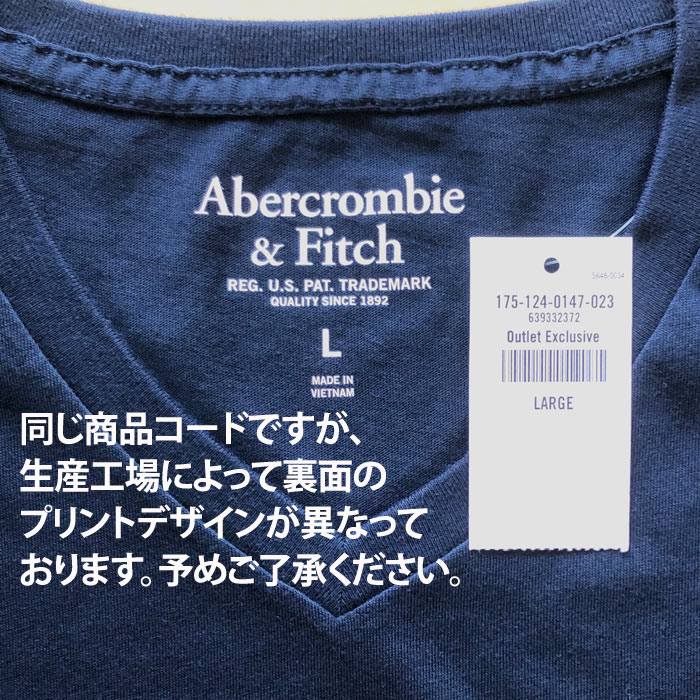 Abercrombie
& Fitch
REG. U.S. PAT. TRADEMARK
QUALITY SINCE 1892
L
MADE IN
VIETNAM
5648-0034
175-124-0147-023
639332372
Outlet Exclusive
LARGE
同じ商品コードですが、
生産工場によって裏面の
プリントデザインが異なって
おります。予めご了承ください。